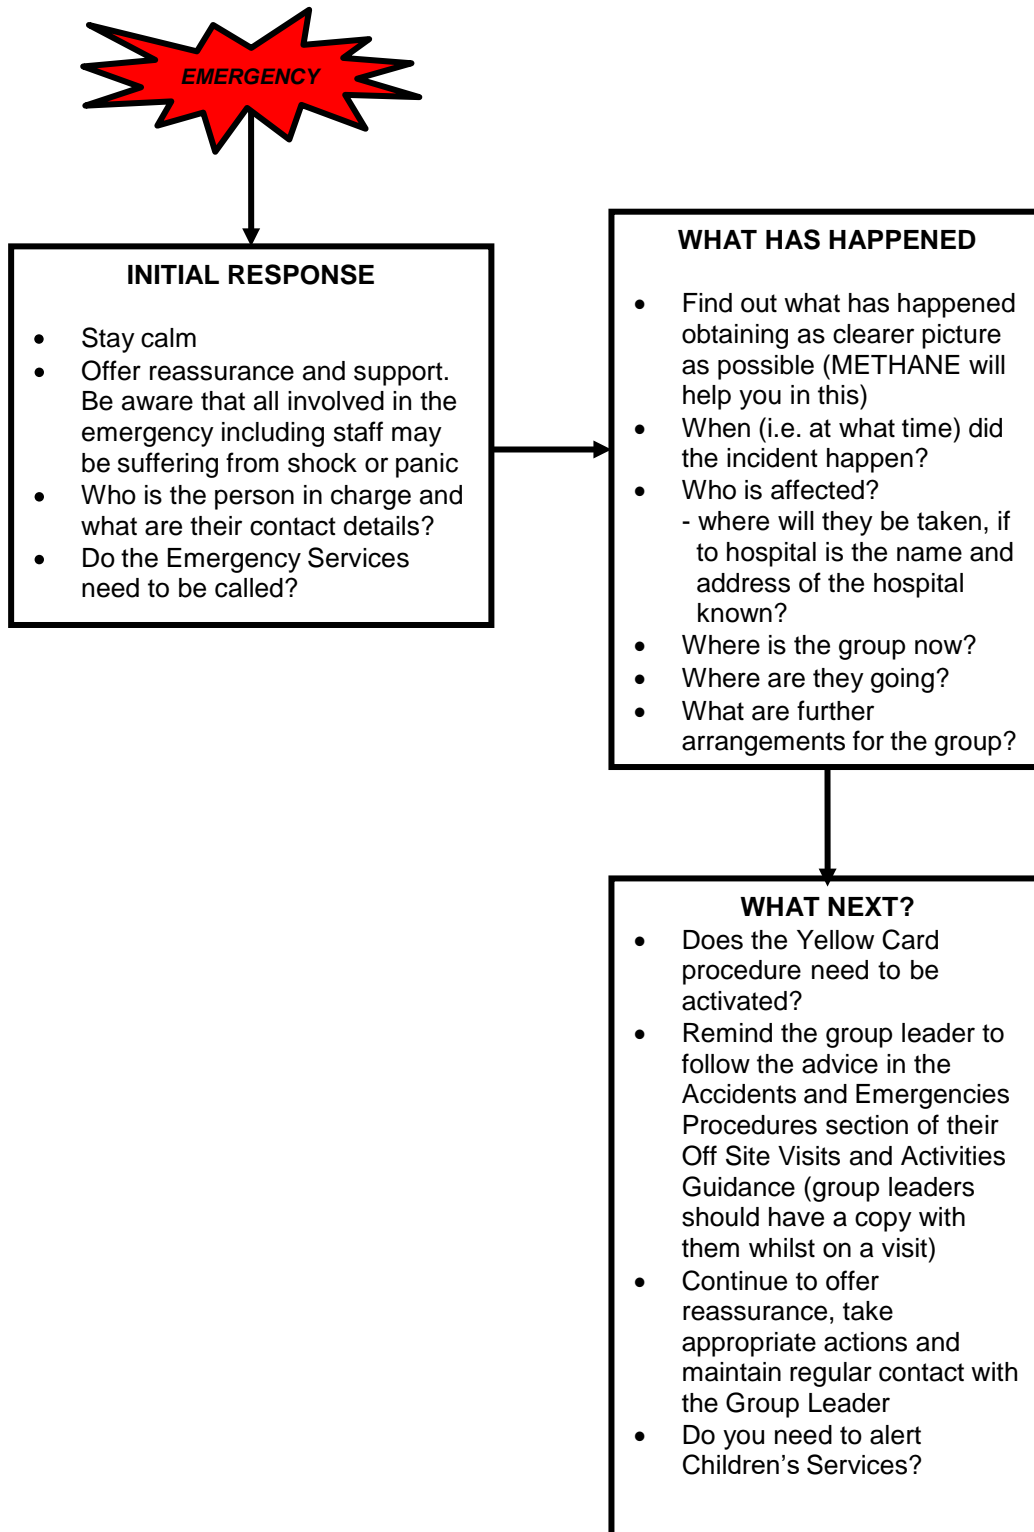 EMERGENCY
INITIAL RESPONSE
• Stay calm
• Offer reassurance and support.
Be aware that all involved in the
emergency including staff may
be suffering from shock or panic
• Who is the person in charge and
what are their contact details?
• Do the Emergency Services
need to be called?
WHAT HAS HAPPENED
• Find out what has happened
obtaining as clearer picture
as possible (METHANE will
help you in this)
• When (i.e. at what time) did
the incident happen?
• Who is affected?
- where will they be taken, if
to hospital is the name and
address of the hospital
known?
• Where is the group now?
• Where are they going?
• What are further
arrangements for the group?
WHAT NEXT?
• Does the Yellow Card
procedure need to be
activated?
• Remind the group leader to
follow the advice in the
Accidents and Emergencies
Procedures section of their
Off Site Visits and Activities
Guidance (group leaders
should have a copy with
them whilst on a visit)
• Continue to offer
reassurance, take
appropriate actions and
maintain regular contact with
the Group Leader
• Do you need to alert
Children’s Services?